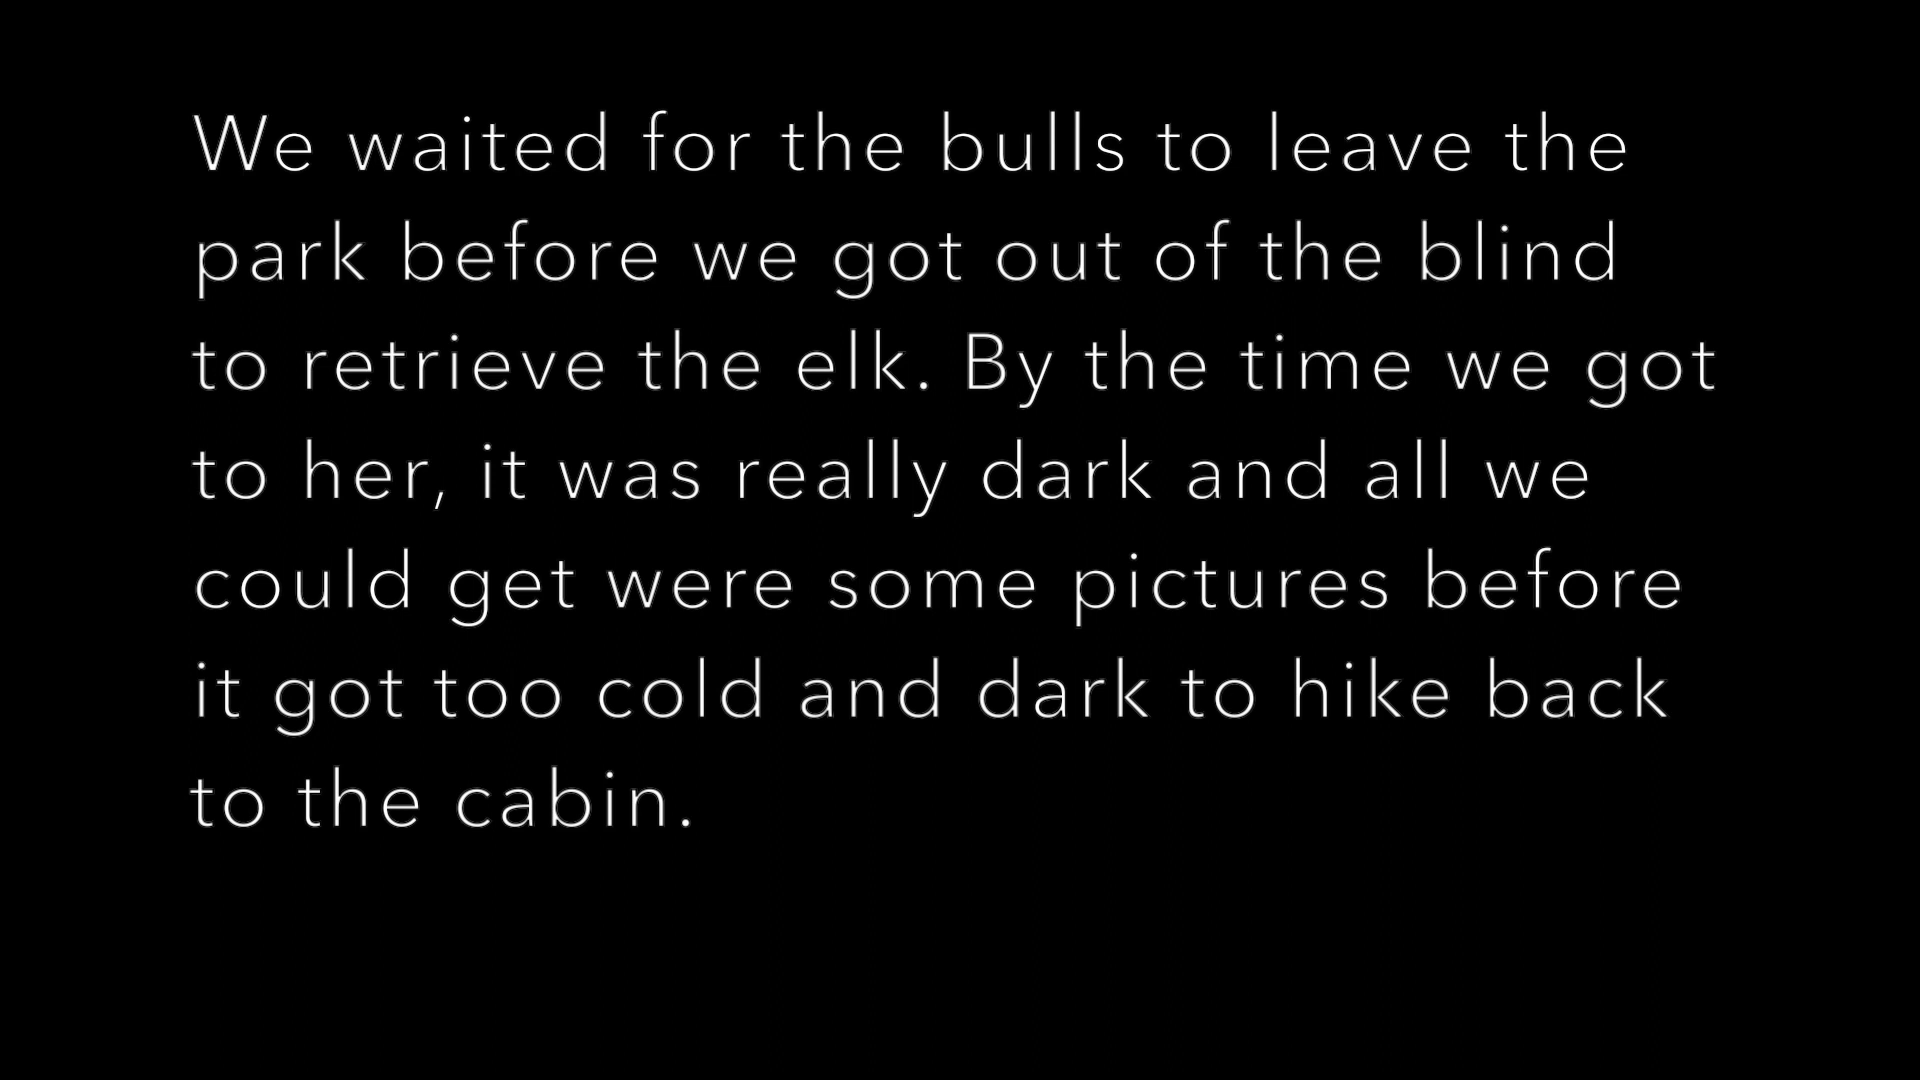 We waited for the bulls to leave the
park before we got out of the blind
to retrieve the elk. By the time we got
to her, it was really dark and all we
could get were some pictures before
it got too cold and dark to hike back
to the cabin.